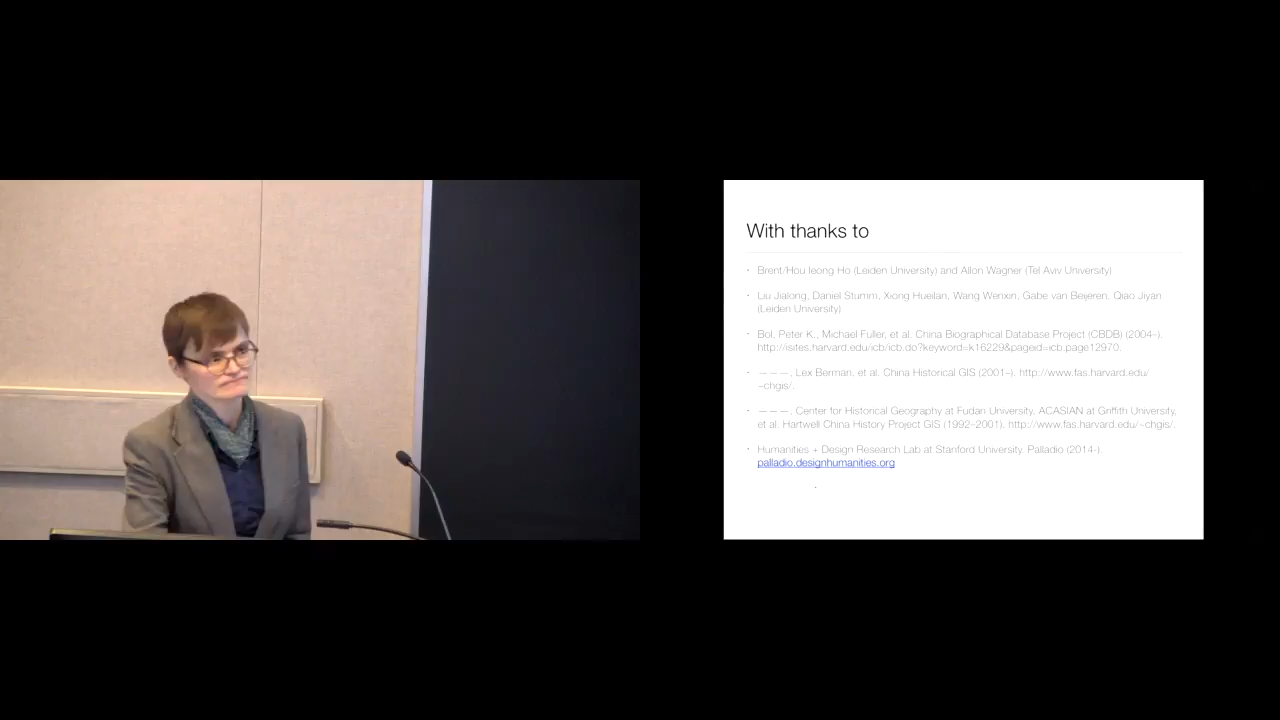 With thanks to
Brent/Hou Ieong Ho (Leiden University) and Allon Wagner (Tel Aviv University)
Liu Jialong, Daniel Stumm, Xiong Hueilan, Wang Wenxin, Gabe van Beijeren, Qiao Jiyan
(Leiden University)
Bol, Peter K., Michael Fuller, et al. China Biographical Database Project (CBDB) (2004–).
http://isites.harvard.edu/icb/icb.do?keyword=k16229&pageid=icb.page12970.
———, Lex Berman. et al. China Historical GIS (2001–). http://www.fas.harvard.edu/
~chgis/.
———, Center for Historical Geography at Fudan University, ACASIAN at Griffith University,
et al. Hartwell China History Project GIS (1992–2001). http://www.fas.harvard.edu/~chgis/.
Humanities + Design Research Lab at Stanford University. Palladio (2014-).
palladio.designhumanities.org